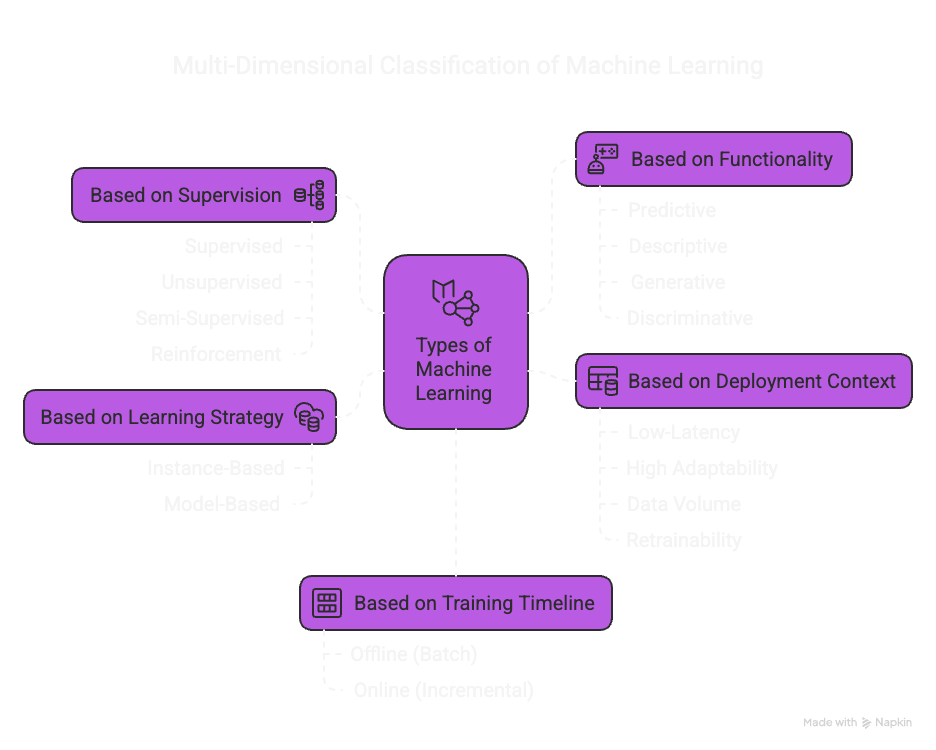 Multi-Dimensional Classification of Machine Learning
Based on Supervision
Supervised
Unsupervised
Semi-Supervised
Reinforcement
Based on Learning Strategy
Instance-Based
Model-Based
Types of
Machine
Learning
Based on Functionality
Predictive
Descriptive
Generative
Discriminative
Based on Deployment Context
Low-Latency
High Adaptability
Data Volume
Retrainability
Based on Training Timeline
Offline (Batch)
Online (Incremental)
Made with Napkin